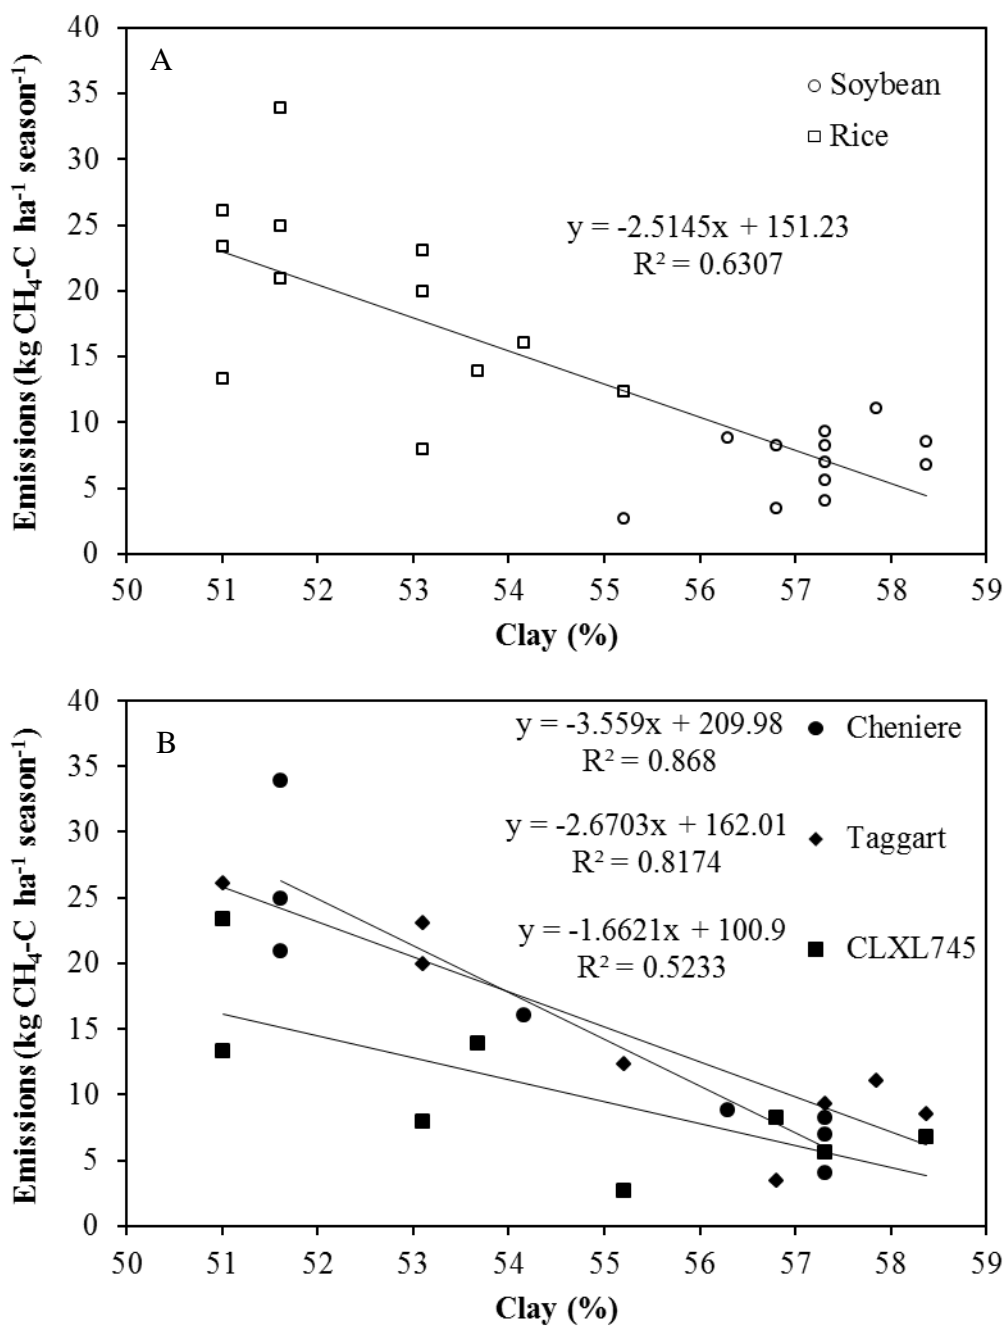 A
Emissions (kg CH₄-C ha⁻¹ season⁻¹)
40
35
30
25
20
15
10
5
0
Soybean
Rice
y = -2.5145x + 151.23
R² = 0.6307
50 51 52 53 54 55 56 57 58 59
Clay (%)
B
Emissions (kg CH₄-C ha⁻¹ season⁻¹)
40
35
30
25
20
15
10
5
0
y = -3.559x + 209.98
R² = 0.868
Cheniere
y = -2.6703x + 162.01
R² = 0.8174
Taggart
y = -1.6621x + 100.9
R² = 0.5233
CLXL745
50 51 52 53 54 55 56 57 58 59
Clay (%)